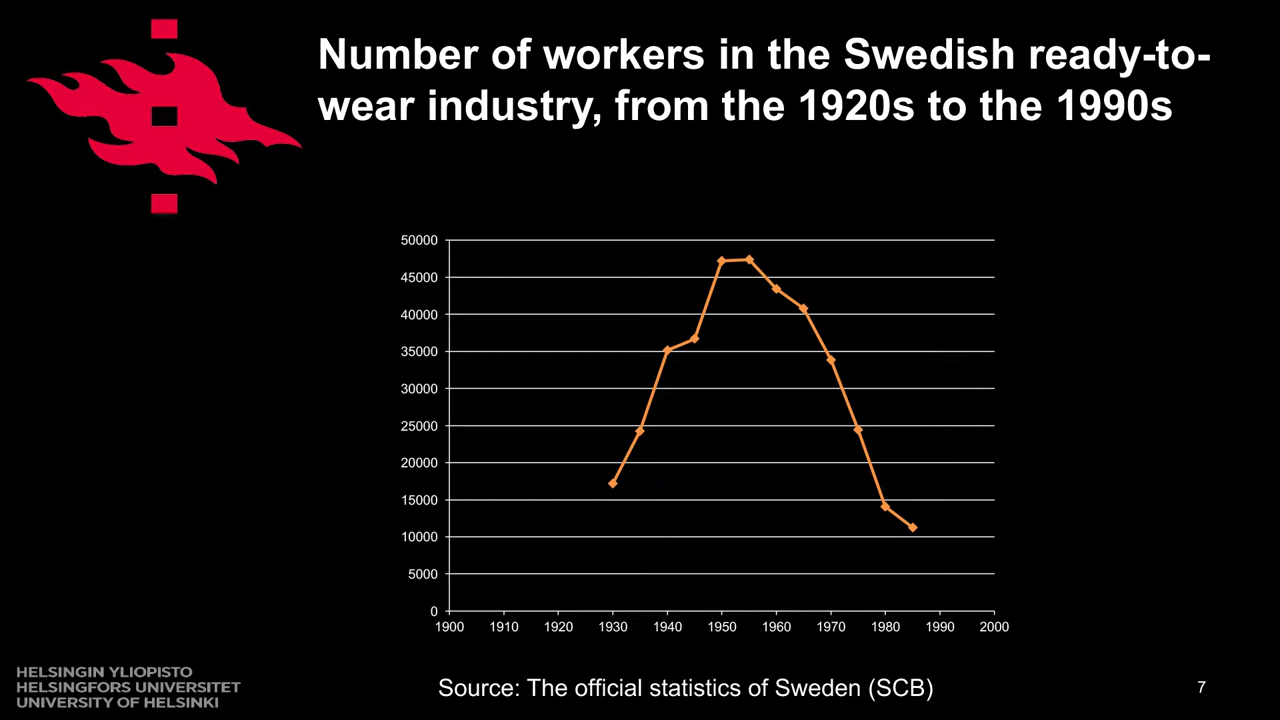 Number of workers in the Swedish ready-to-
wear industry, from the 1920s to the 1990s
50000
45000
40000
35000
30000
25000
20000
15000
10000
5000
0
1900 1910 1920 1930 1940 1950 1960 1970 1980 1990 2000
HELSINGIN YLIOPISTO
HELSINGFORS UNIVERSITET
UNIVERSITY OF HELSINKI
Source: The official statistics of Sweden (SCB)
7